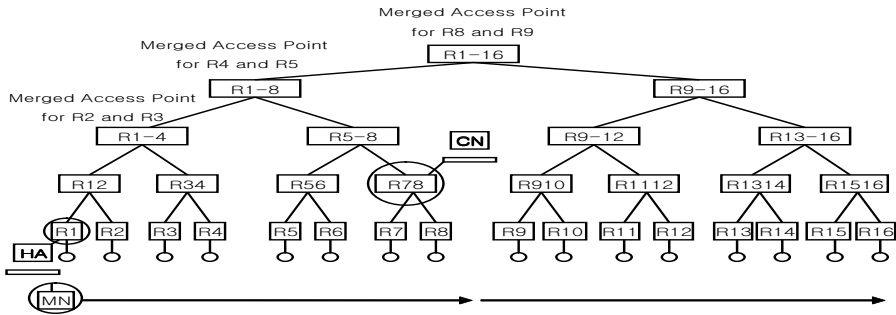 Merged Access Point
for R8 and R9
R1-16
Merged Access Point
for R4 and R5
R1-8
R9-16
Merged Access Point
for R2 and R3
R1-4
R5-8
CN
R9-12
R13-16
R12
R34
R56
R78
R910
R1112
R1314
R1516
R1
R2
R3
R4
R5
R6
R7
R8
R9
R10
R11
R12
R13
R14
R15
R16
HA
MN